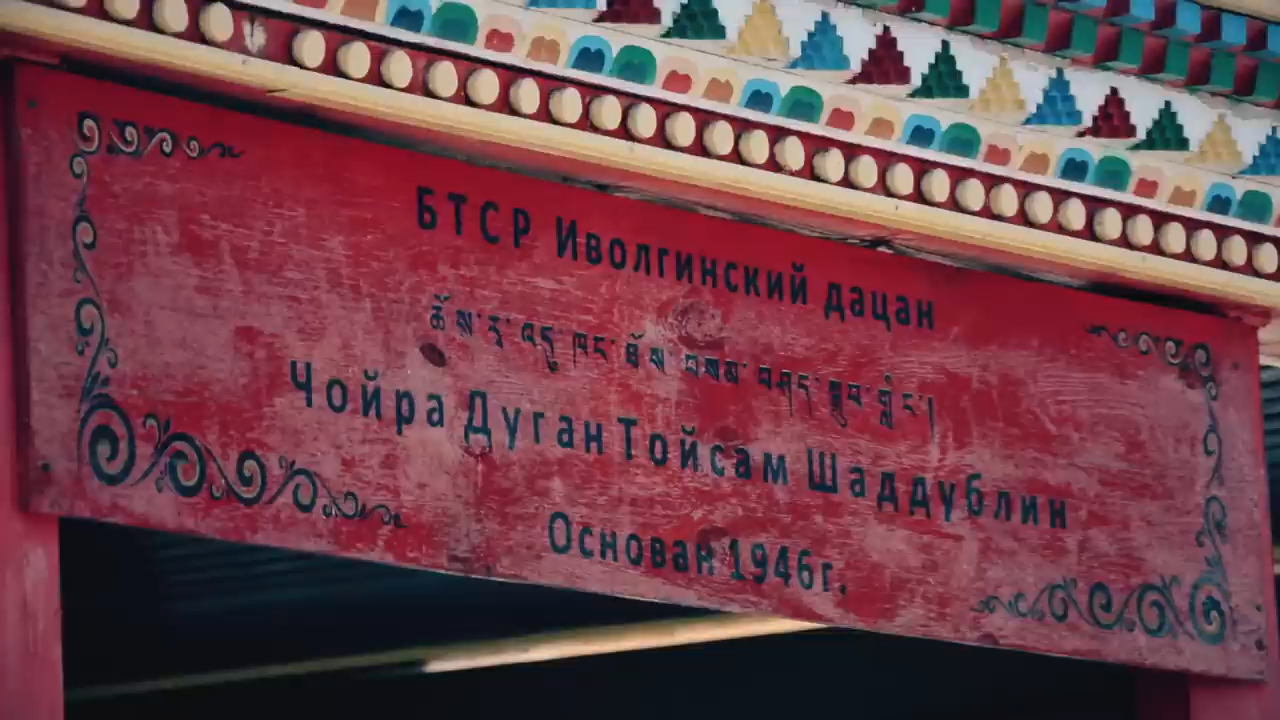 БТСР Иволгинский дацан
ཆོས་རྭ་འདུ་ཁང་ཐོས་བསམ་བཤད་སྒྲུབ་གླིང་།
Чойра Дуган Тойсам Шаддублин
Основан 1946г.